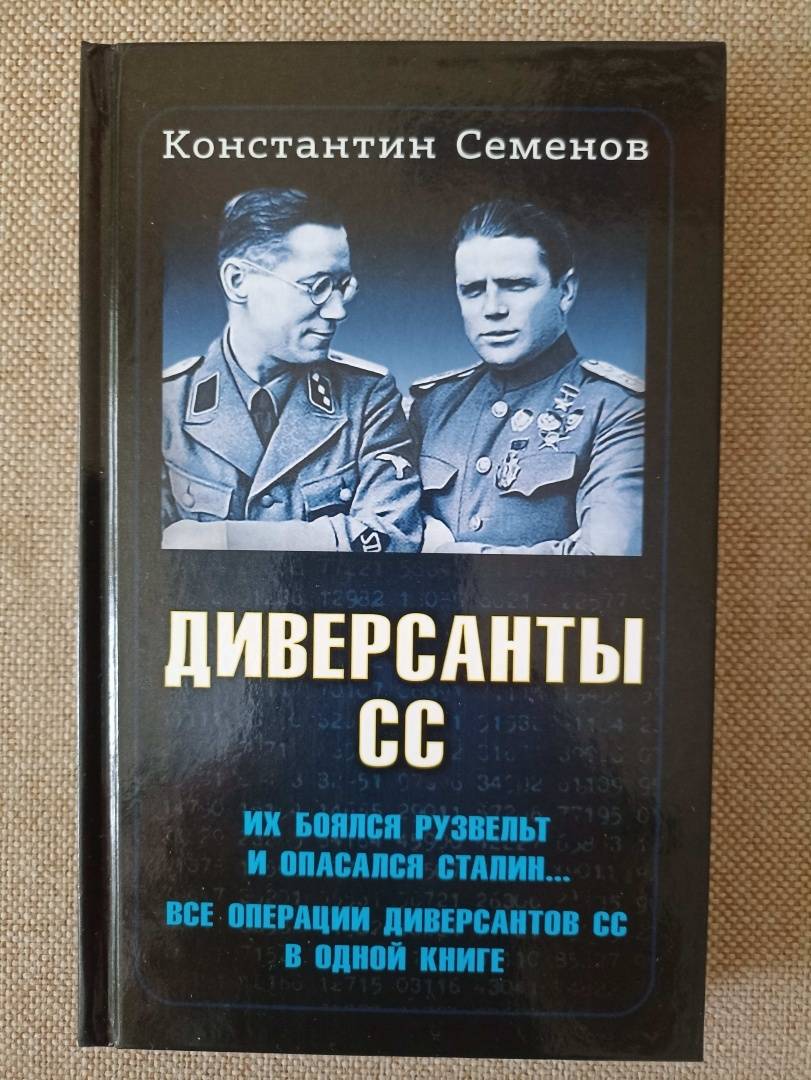 Константин Семенов
ДИВЕРСАНТЫ
СС
ИХ БОЯЛСЯ РУЗВЕЛЬТ
И ОПАСАЛСЯ СТАЛИН...
ВСЕ ОПЕРАЦИИ ДИВЕРСАНТОВ СС
В ОДНОЙ КНИГЕ